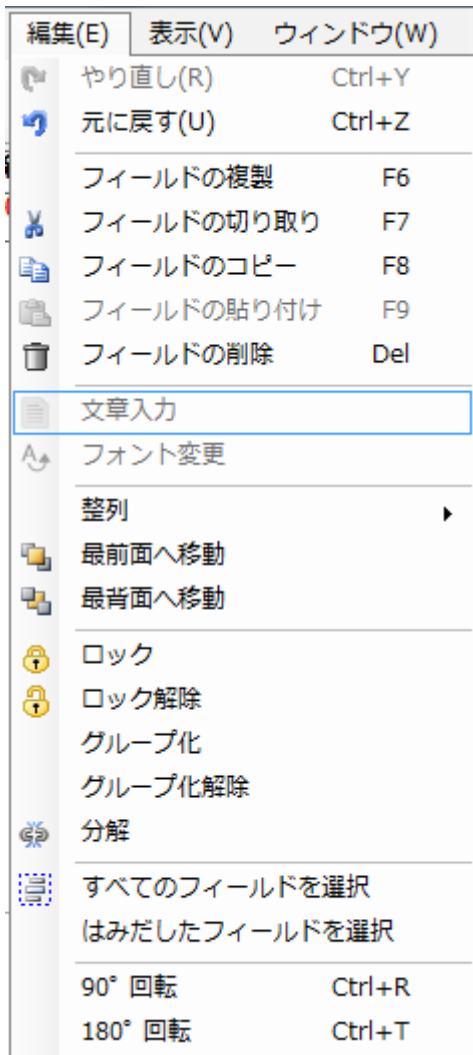 編集(E) 表示(V) ウィンドウ(W)
やり直し(R) Ctrl+Y
元に戻す(U) Ctrl+Z
フィールドの複製 F6
フィールドの切り取り F7
フィールドのコピー F8
フィールドの貼り付け F9
フィールドの削除 Del
文章入力
フォント変更
整列
最前面へ移動
最背面へ移動
ロック
ロック解除
グループ化
グループ化解除
分解
すべてのフィールドを選択
はみだしたフィールドを選択
90° 回転 Ctrl+R
180° 回転 Ctrl+T